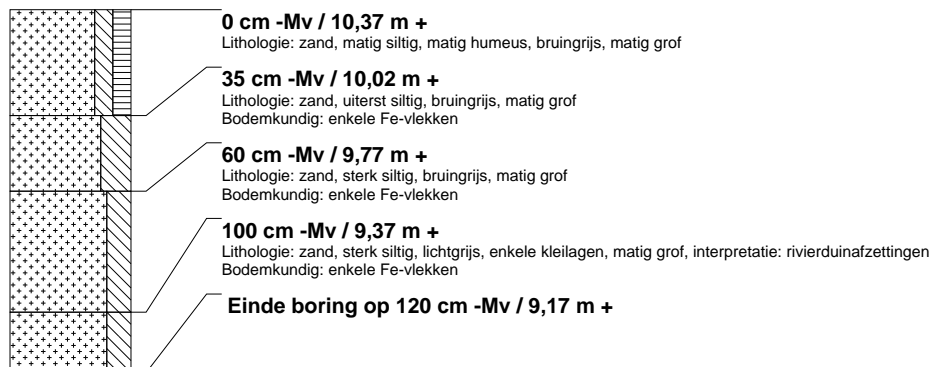 0 cm -Mv / 10,37 m +
Lithologie: zand, matig siltig, matig humeus, bruingrijs, matig grof
35 cm -Mv / 10,02 m +
Lithologie: zand, uiterst siltig, bruingrijs, matig grof
Bodemkundig: enkele Fe-vlekken
60 cm -Mv / 9,77 m +
Lithologie: zand, sterk siltig, bruingrijs, matig grof
Bodemkundig: enkele Fe-vlekken
100 cm -Mv / 9,37 m +
Lithologie: zand, sterk siltig, lichtgrijs, enkele kleilagen, matig grof, interpretatie: rivierduinafzettingen
Bodemkundig: enkele Fe-vlekken
Einde boring op 120 cm -Mv / 9,17 m +